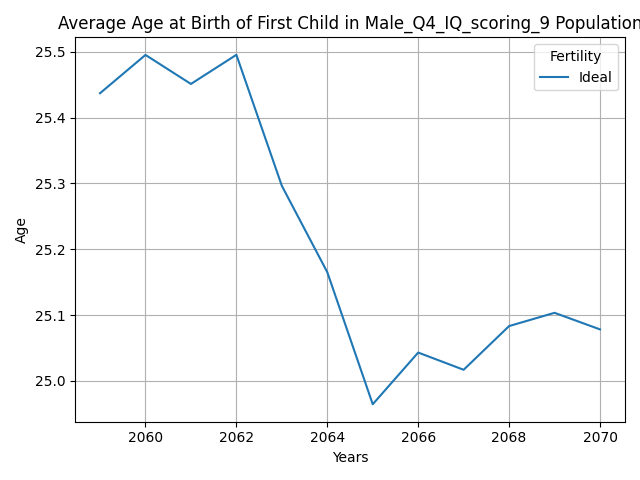 Average Age at Birth of First Child in Male_Q4_IQ_scoring_9 Population
Fertility
Ideal
25.5
25.4
25.3
25.2
25.1
25.0
Age
2060
2062
2064
2066
2068
2070
Years